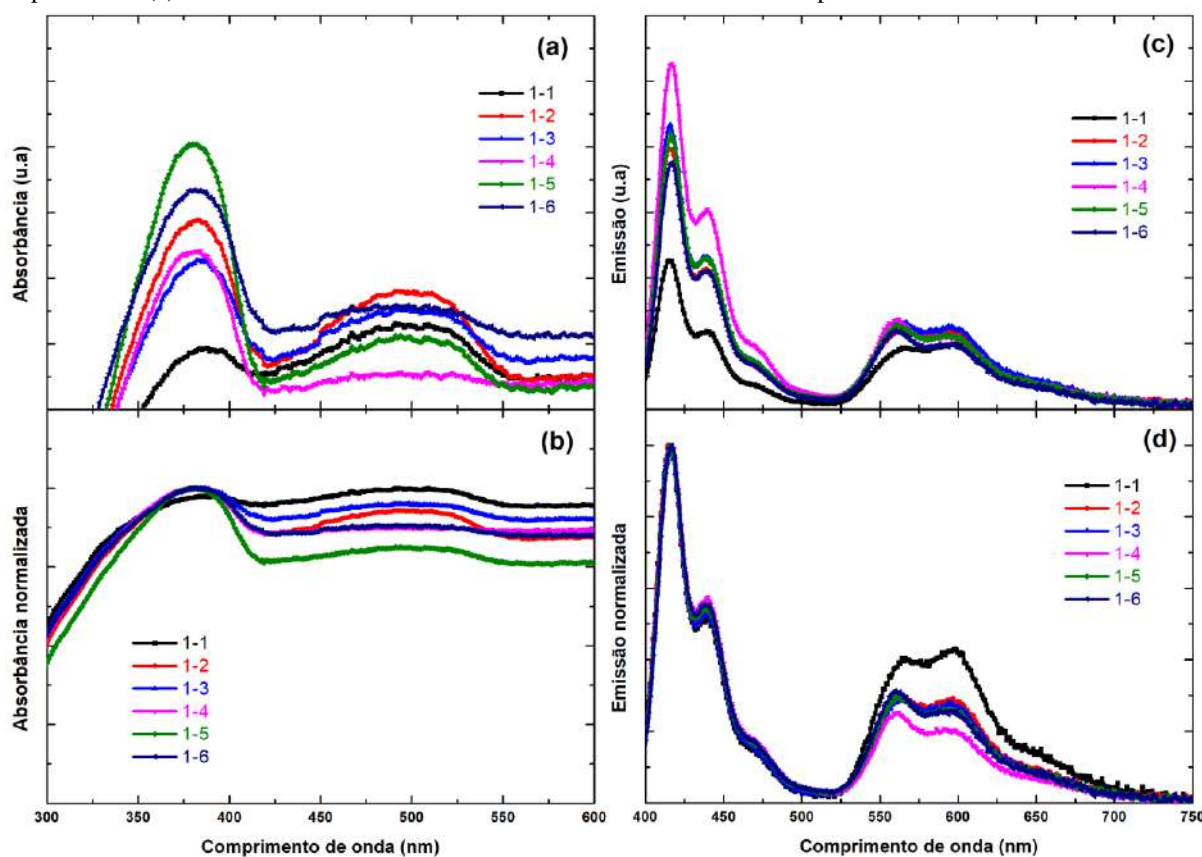 (a)
Absorbância (u.a)
1-1
1-2
1-3
1-4
1-5
1-6
(b)
Absorbância normalizada
1-1
1-2
1-3
1-4
1-5
1-6
300 350 400 450 500 550 600
Comprimento de onda (nm)
(c)
Emissão (u.a)
1-1
1-2
1-3
1-4
1-5
1-6
(d)
Emissão normalizada
1-1
1-2
1-3
1-4
1-5
1-6
400 450 500 550 600 650 700 750
Comprimento de onda (nm)